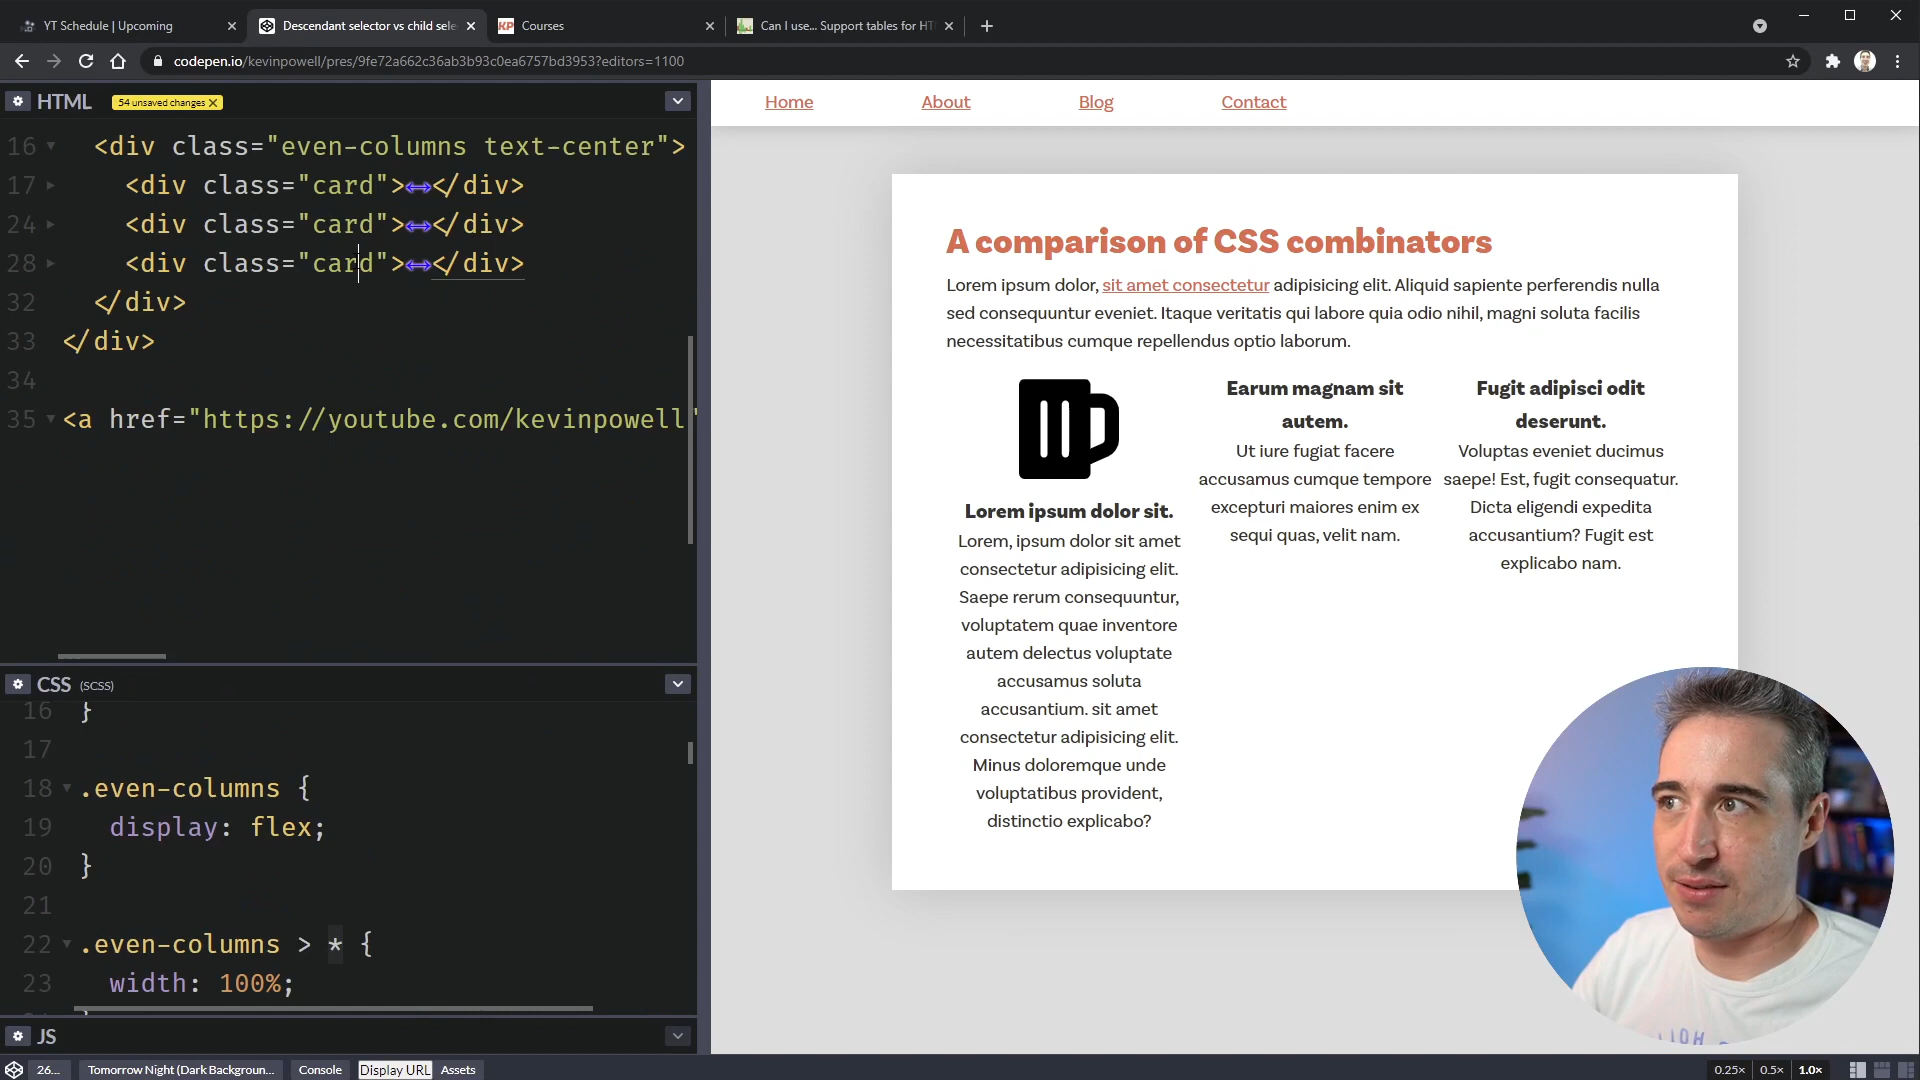 YT Schedule | Upcoming
Descendant selector vs child sele
KP Courses
Can I use... Support tables for HT
codepen.io/kevinpowell/pres/9fe72a662c36ab3b93c0ea6757bd3953?editors=1100
HTML 54 unsaved changes
16 <div class="even-columns text-center">
17 <div class="card"></div>
24 <div class="card"></div>
28 <div class="card"></div>
32 </div>
33 </div>
34
35 <a href="https://youtube.com/kevinpowell"
CSS (SCSS)
16 }
17
18 .even-columns {
19 display: flex;
20 }
21
22 .even-columns > * {
23 width: 100%;
JS
26... Tomorrow Night (Dark Backgroun... Console Display URL Assets
0.25× 0.5× 1.0×
Home About Blog Contact
A comparison of CSS combinators
Lorem ipsum dolor, sit amet consectetur adipisicing elit. Aliquid sapiente perferendis nulla
sed consequuntur eveniet. Itaque veritatis qui labore quia odio nihil, magni soluta facilis
necessitatibus cumque repellendus optio laborum.
Lorem ipsum dolor sit.
Lorem, ipsum dolor sit amet
consectetur adipisicing elit.
Saepe rerum consequuntur,
voluptatem quae inventore
autem delectus voluptate
accusamus soluta
accusantium. sit amet
consectetur adipisicing elit.
Minus doloremque unde
voluptatibus provident,
distinctio explicabo?
Earum magnam sit
autem.
Ut iure fugiat facere
accusamus cumque tempore
excepturi maiores enim ex
sequi quas, velit nam.
Fugit adipisci odit
deserunt.
Voluptas eveniet ducimus
saepe! Est, fugit consequatur.
Dicta eligendi expedita
accusantium? Fugit est
explicabo nam.